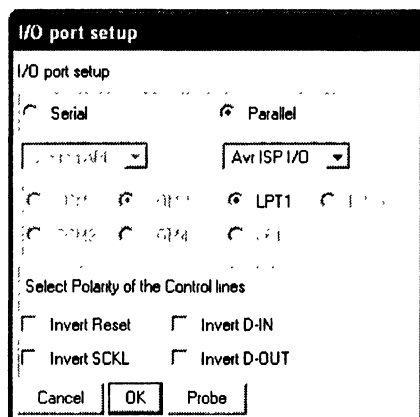 I/O port setup
I/O port setup
Serial Parallel
Avr ISP I/O
LPT1
Select Polarity of the Control lines
Invert Reset Invert D-IN
Invert SCKL Invert D-OUT
Cancel OK Probe